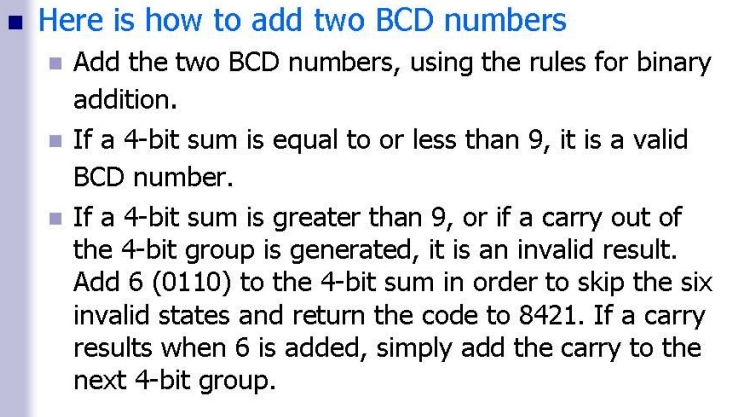 Here is how to add two BCD numbers
Add the two BCD numbers, using the rules for binary
addition.
If a 4-bit sum is equal to or less than 9, it is a valid
BCD number.
If a 4-bit sum is greater than 9, or if a carry out of
the 4-bit group is generated, it is an invalid result.
Add 6 (0110) to the 4-bit sum in order to skip the six
invalid states and return the code to 8421. If a carry
results when 6 is added, simply add the carry to the
next 4-bit group.